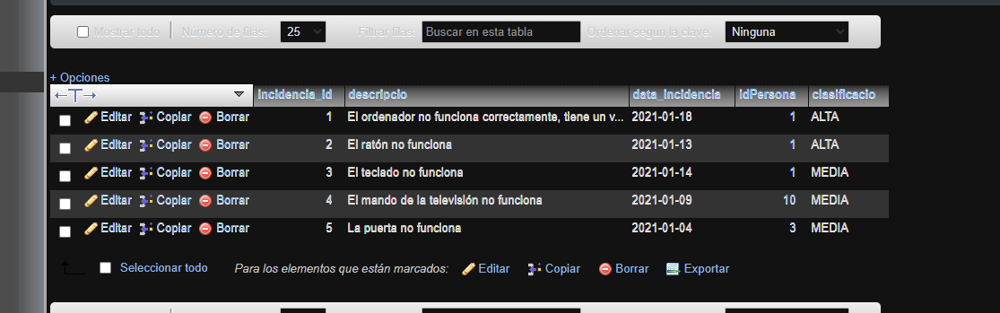 Mostrar todo Número de filas: 25 Filtrar filas: Buscar en esta tabla Ordenar según la clave: Ninguna
+ Opciones
←T→ incidencia_id descripcio data_incidencia idPersona clasificacio
Editar Copiar Borrar 1 El ordenador no funciona correctamente, tiene un v... 2021-01-18 1 ALTA
Editar Copiar Borrar 2 El ratón no funciona 2021-01-13 1 ALTA
Editar Copiar Borrar 3 El teclado no funciona 2021-01-14 1 MEDIA
Editar Copiar Borrar 4 El mando de la televisión no funciona 2021-01-09 10 MEDIA
Editar Copiar Borrar 5 La puerta no funciona 2021-01-04 3 MEDIA
Seleccionar todo Para los elementos que están marcados: Editar Copiar Borrar Exportar